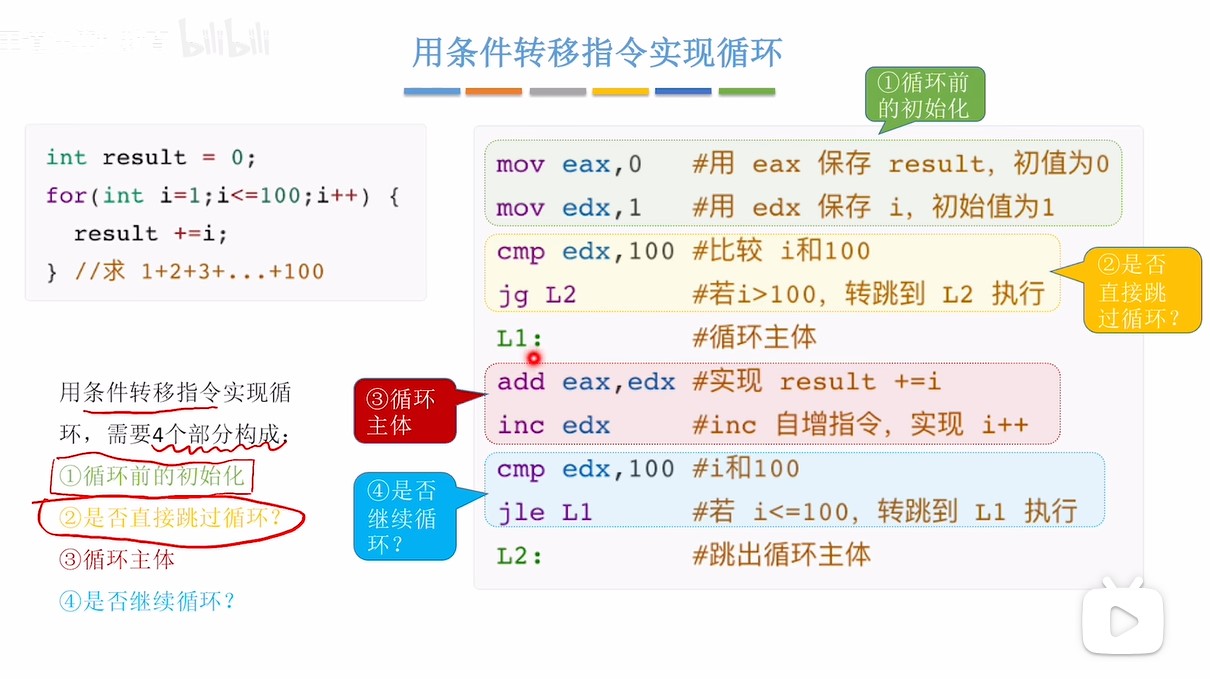 bilibili
用条件转移指令实现循环
①循环前
的初始化
int result = 0;
for(int i=1;i<=100;i++) {
result +=i;
} //求 1+2+3+...+100
mov eax,0 #用 eax 保存 result，初值为0
mov edx,1 #用 edx 保存 i，初始值为1
cmp edx,100 #比较 i和100
jg L2 #若i>100，转跳到 L2 执行
L1: #循环主体
add eax,edx #实现 result +=i
inc edx #inc 自增指令，实现 i++
cmp edx,100 #i和100
jle L1 #若 i<=100，转跳到 L1 执行
L2: #跳出循环主体
②是否
直接跳
过循环？
③循环
主体
④是否
继续循
环？
用条件转移指令实现循
环，需要4个部分构成：
①循环前的初始化
②是否直接跳过循环？
③循环主体
④是否继续循环？